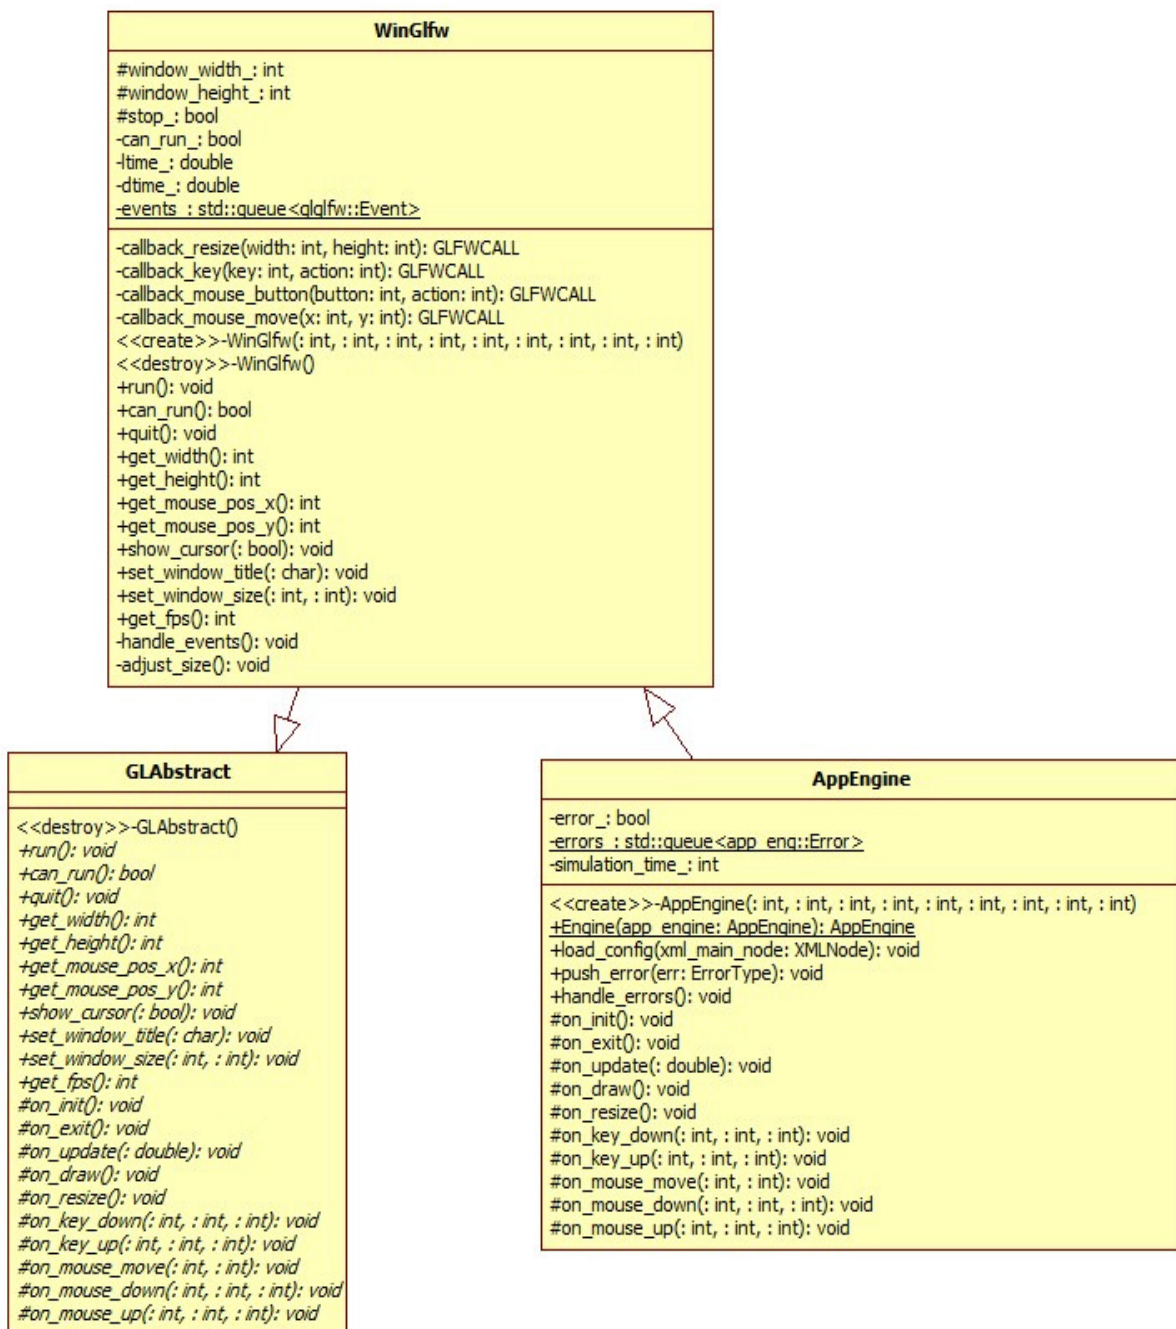 WinGlfw
#window_width_: int
#window_height_: int
#stop_: bool
-can_run_: bool
-ltime_: double
-dtime_: double
-events_: std::queue<glglfw::Event>
-callback_resize(width: int, height: int): GLFWCALL
-callback_key(key: int, action: int): GLFWCALL
-callback_mouse_button(button: int, action: int): GLFWCALL
-callback_mouse_move(x: int, y: int): GLFWCALL
<<create>>-WinGlfw(: int, : int, : int, : int, : int, : int, : int, : int, : int)
<<destroy>>-WinGlfw()
+run(): void
+can_run(): bool
+quit(): void
+get_width(): int
+get_height(): int
+get_mouse_pos_x(): int
+get_mouse_pos_y(): int
+show_cursor(: bool): void
+set_window_title(: char): void
+set_window_size(: int, : int): void
+get_fps(): int
-handle_events(): void
-adjust_size(): void
GLAbstract
<<destroy>>-GLAbstract()
+run(): void
+can_run(): bool
+quit(): void
+get_width(): int
+get_height(): int
+get_mouse_pos_x(): int
+get_mouse_pos_y(): int
+show_cursor(: bool): void
+set_window_title(: char): void
+set_window_size(: int, : int): void
+get_fps(): int
#on_init(): void
#on_exit(): void
#on_update(: double): void
#on_draw(): void
#on_resize(): void
#on_key_down(: int, : int, : int): void
#on_key_up(: int, : int, : int): void
#on_mouse_move(: int, : int): void
#on_mouse_down(: int, : int, : int): void
#on_mouse_up(: int, : int, : int): void
AppEngine
-error_: bool
-errors_: std::queue<app_eng::Error>
-simulation_time_: int
<<create>>-AppEngine(: int, : int, : int, : int, : int, : int, : int, : int, : int)
+Engine(app_engine: AppEngine): AppEngine
+load_config(xml_main_node: XMLNode): void
+push_error(err: ErrorType): void
+handle_errors(): void
#on_init(): void
#on_exit(): void
#on_update(: double): void
#on_draw(): void
#on_resize(): void
#on_key_down(: int, : int, : int): void
#on_key_up(: int, : int, : int): void
#on_mouse_move(: int, : int): void
#on_mouse_down(: int, : int, : int): void
#on_mouse_up(: int, : int, : int): void